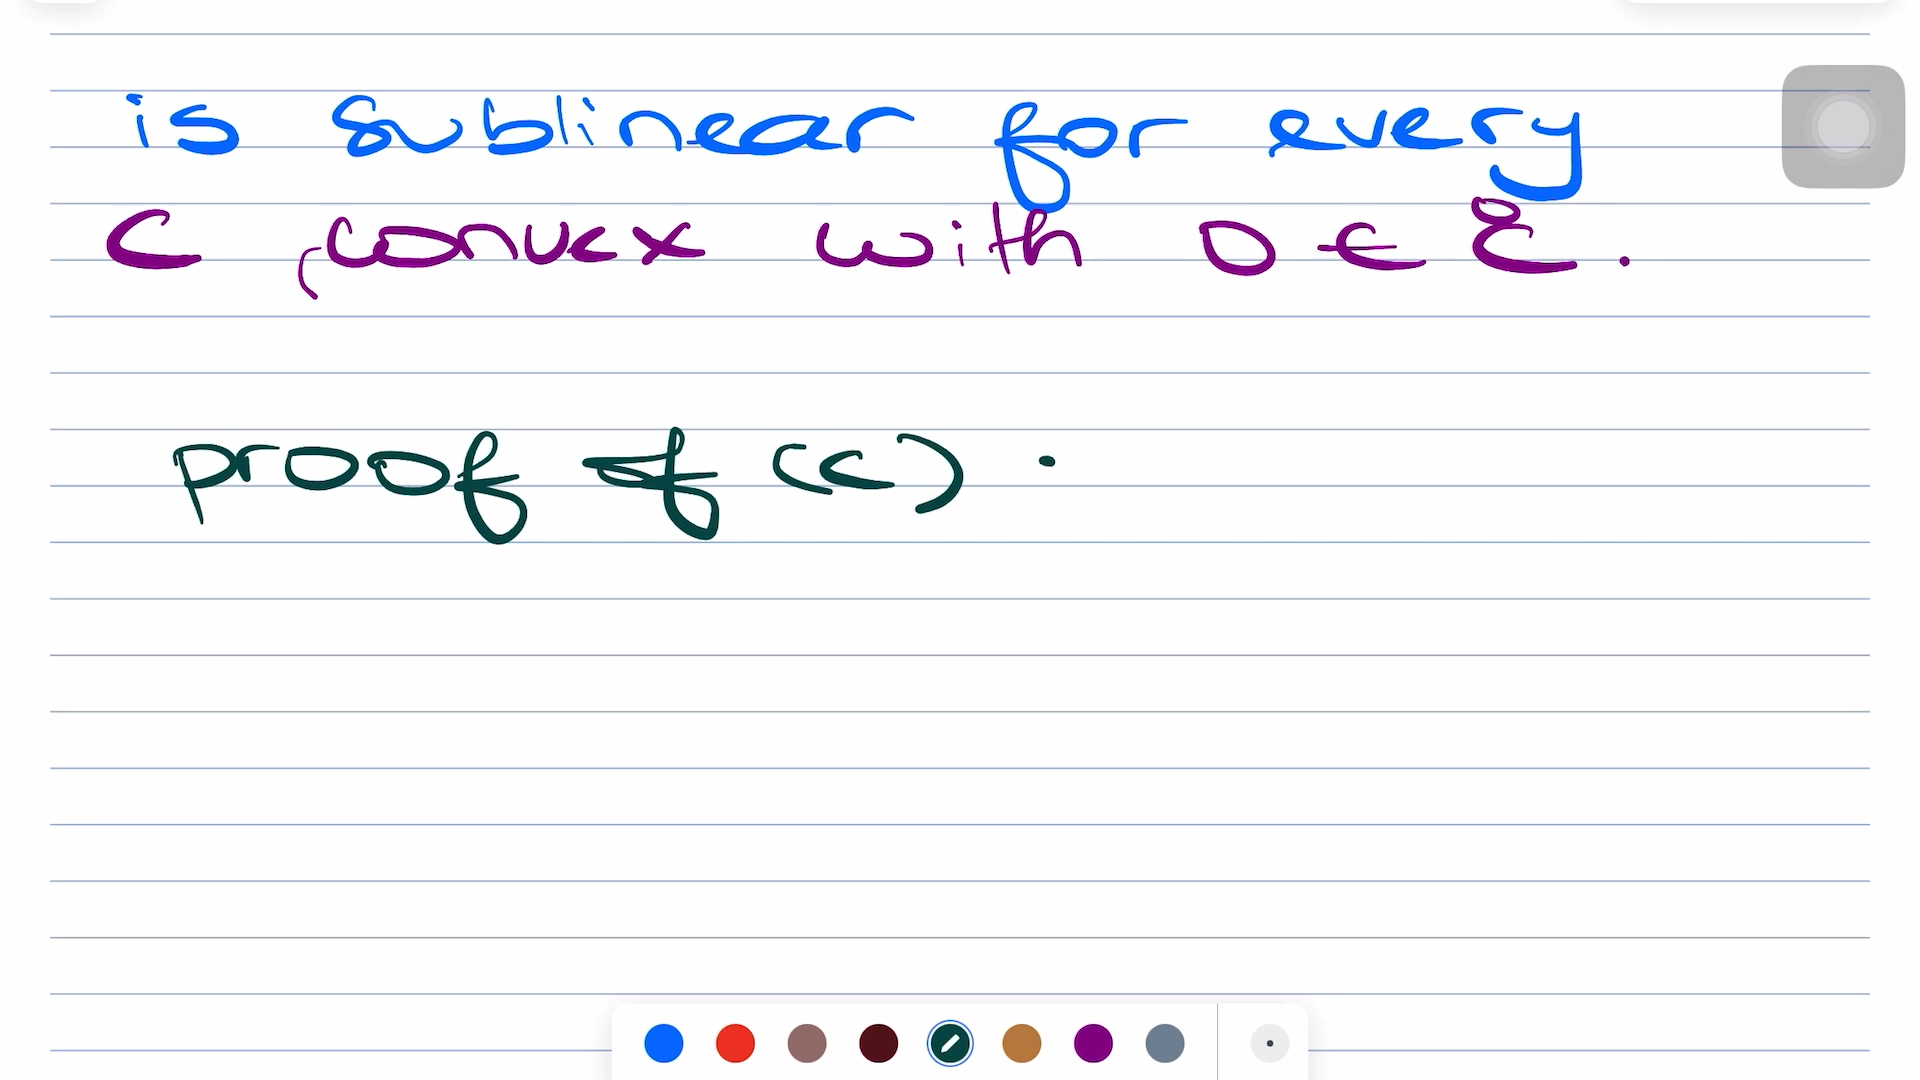 is sublinear for every
C , convex with 0 ∈ C̊ .
proof of (c) .